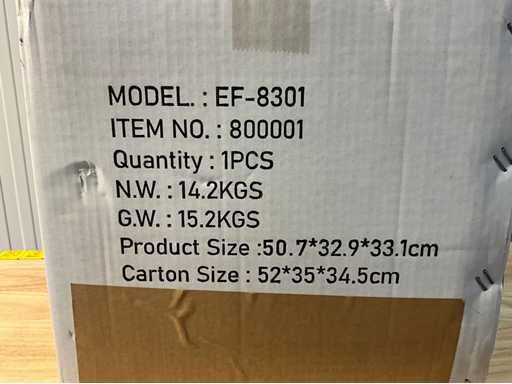 MODEL. : EF-8301
ITEM NO. : 800001
Quantity : 1PCS
N.W. : 14.2KGS
G.W. : 15.2KGS
Product Size :50.7*32.9*33.1cm
Carton Size : 52*35*34.5cm